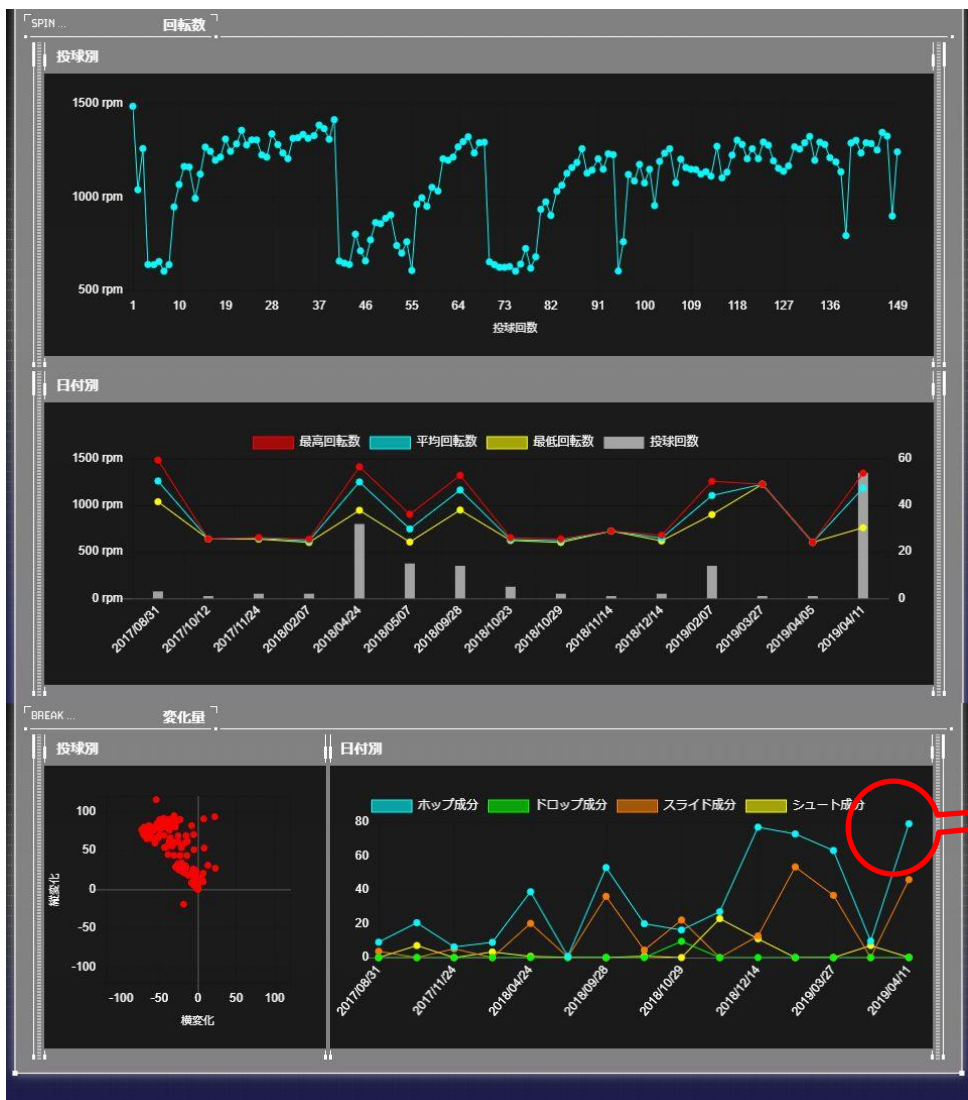 SPIN ... 回転数
投球別
1500 rpm
1000 rpm
500 rpm
1 10 19 28 37 46 55 64 73 82 91 100 109 118 127 136 149
投球回数
日付別
最高回転数 平均回転数 最低回転数 投球回数
1500 rpm 60
1000 rpm 40
500 rpm 20
0 rpm 0
2017/08/31 2017/10/12 2017/11/24 2018/02/07 2018/04/24 2018/05/07 2018/09/28 2018/10/23 2018/10/29 2018/11/14 2018/12/14 2019/02/07 2019/03/27 2019/04/05 2019/04/11
BREAK ... 変化量
投球別
100
50
0
-50
-100
縦変化
-100 -50 0 50 100
横変化
日付別
ホップ成分 ドロップ成分 スライド成分 シュート成分
80
60
40
20
0
2017/08/31 2017/11/24 2018/04/24 2018/09/28 2018/10/29 2018/12/14 2019/03/27 2019/04/11